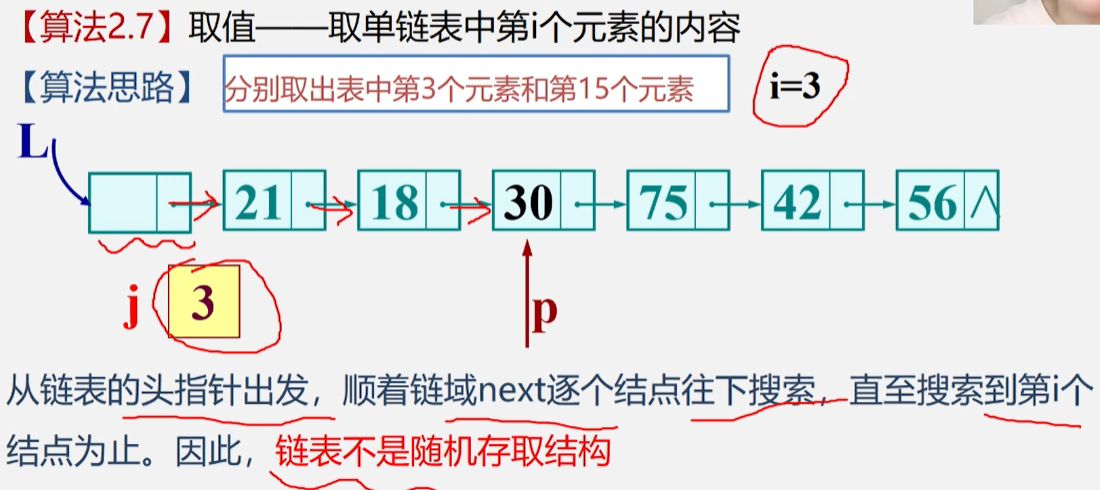 【算法2.7】取值——取单链表中第i个元素的内容
【算法思路】 分别取出表中第3个元素和第15个元素 i=3
L
21 18 30 75 42 56 ∧
j 3 p
从链表的头指针出发，顺着链域next逐个结点往下搜索，直至搜索到第i个
结点为止。因此，链表不是随机存取结构